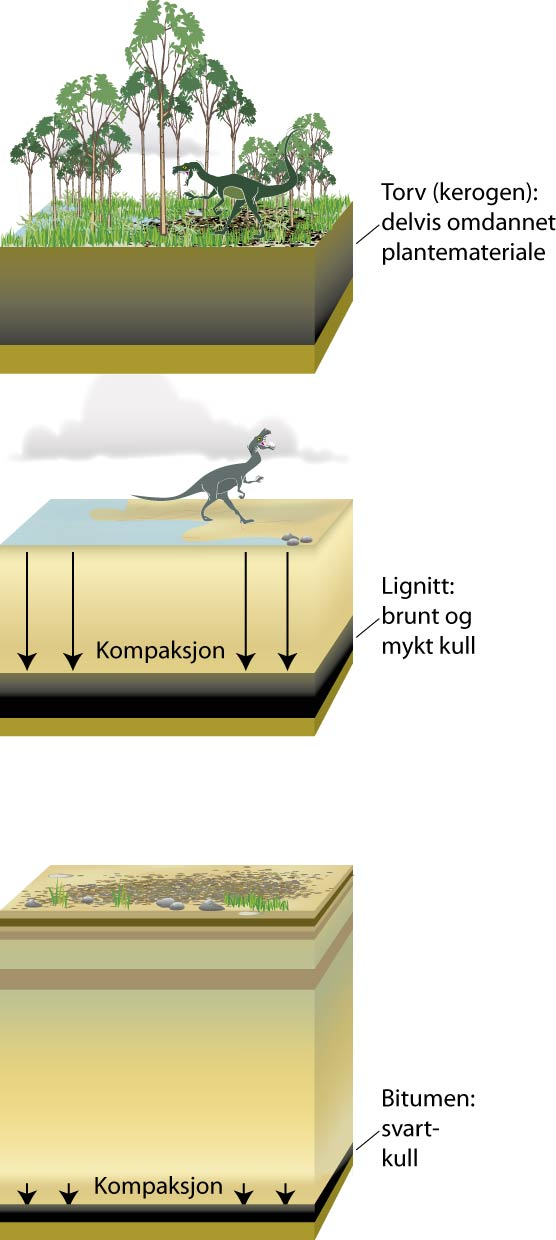 Torv (kerogen):
delvis omdannet
plantemateriale
Lignitt:
brunt og
mykt kull
Kompaksjon
Bitumen:
svart-
kull
Kompaksjon